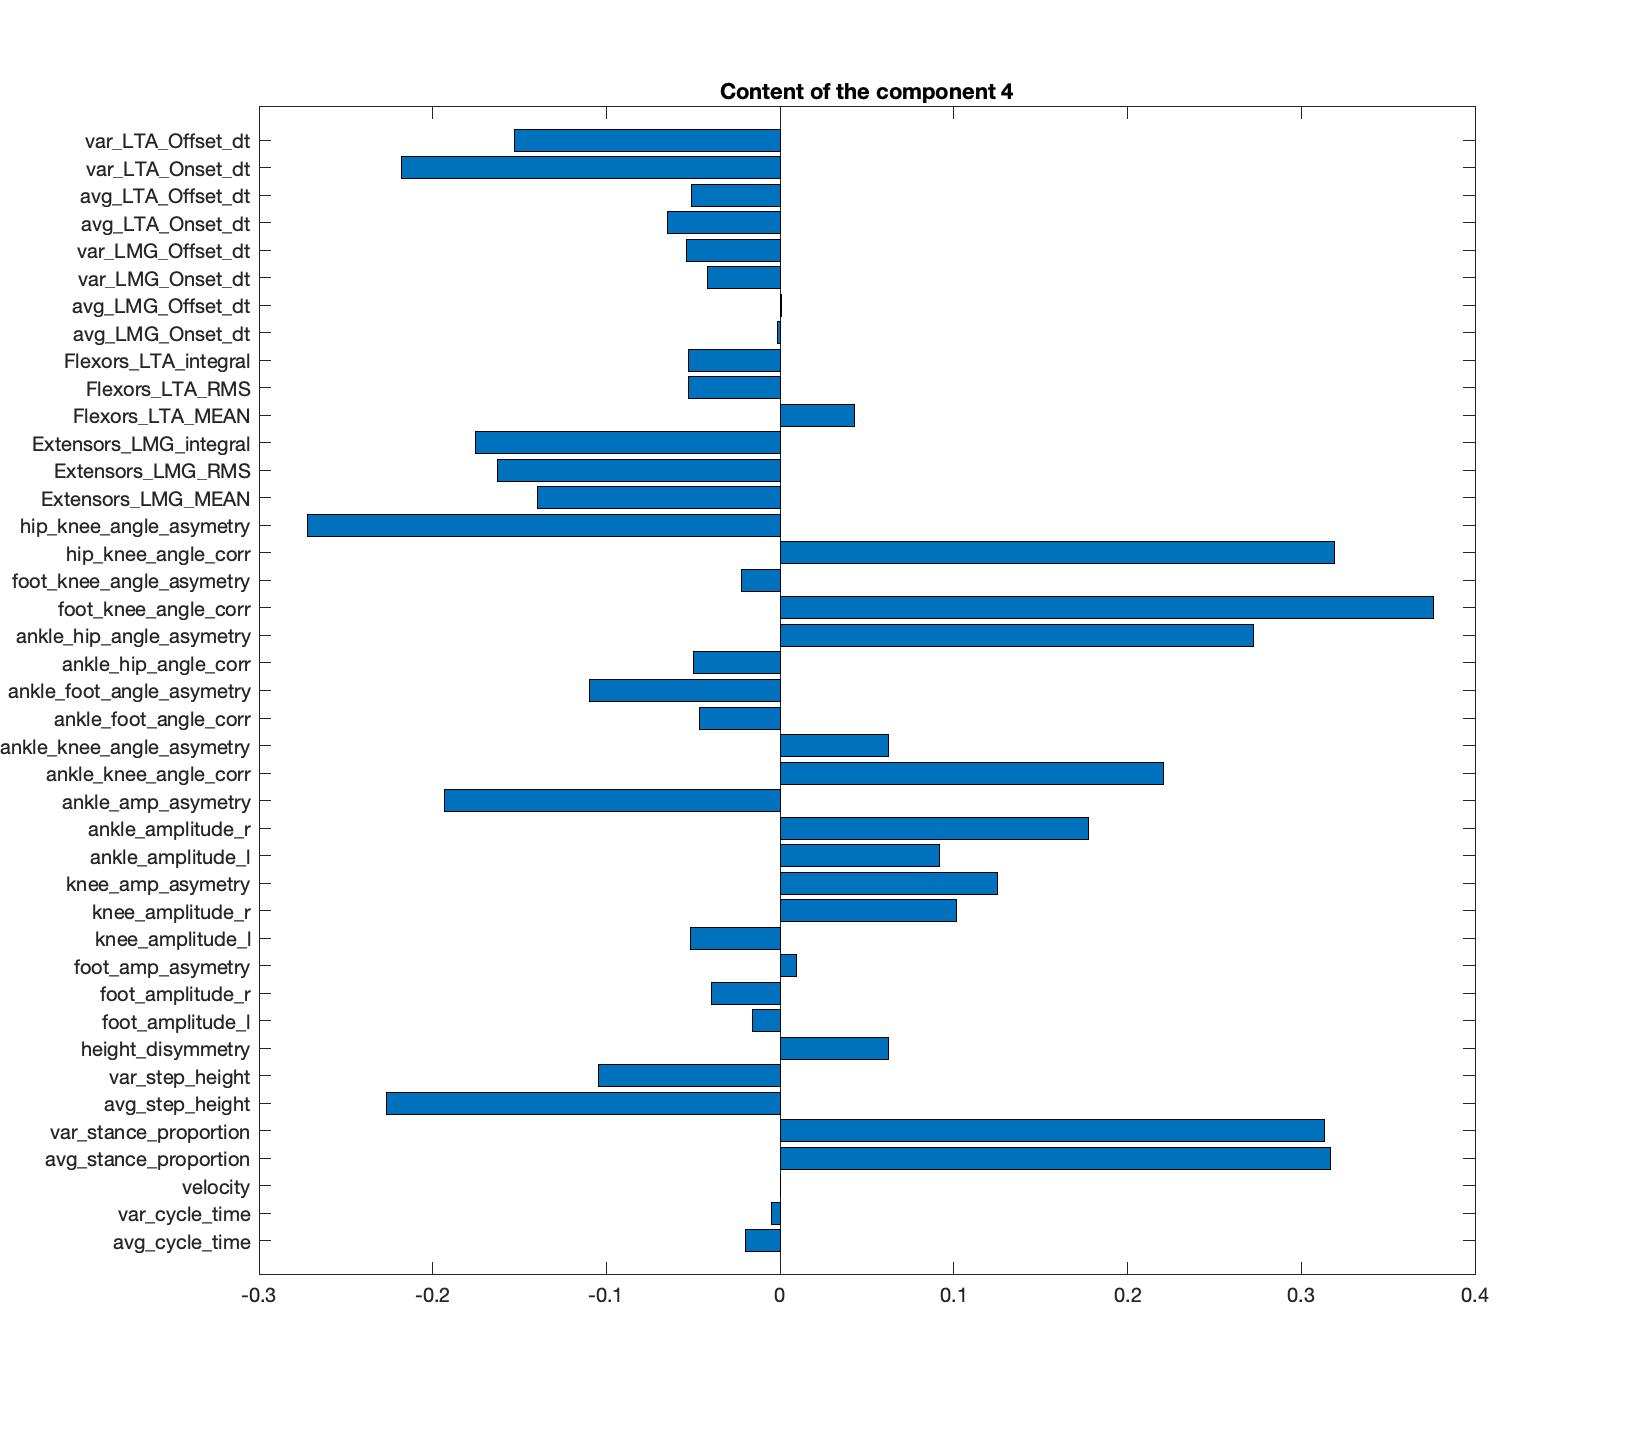 Content of the component 4
var_LTA_Offset_dt
var_LTA_Onset_dt
avg_LTA_Offset_dt
avg_LTA_Onset_dt
var_LMG_Offset_dt
var_LMG_Onset_dt
avg_LMG_Offset_dt
avg_LMG_Onset_dt
Flexors_LTA_integral
Flexors_LTA_RMS
Flexors_LTA_MEAN
Extensors_LMG_integral
Extensors_LMG_RMS
Extensors_LMG_MEAN
hip_knee_angle_asymetry
hip_knee_angle_corr
foot_knee_angle_asymetry
foot_knee_angle_corr
ankle_hip_angle_asymetry
ankle_hip_angle_corr
ankle_foot_angle_asymetry
ankle_foot_angle_corr
ankle_knee_angle_asymetry
ankle_knee_angle_corr
ankle_amp_asymetry
ankle_amplitude_r
ankle_amplitude_l
knee_amp_asymetry
knee_amplitude_r
knee_amplitude_l
foot_amp_asymetry
foot_amplitude_r
foot_amplitude_l
height_disymmetry
var_step_height
avg_step_height
var_stance_proportion
avg_stance_proportion
velocity
var_cycle_time
avg_cycle_time
-0.3 -0.2 -0.1 0 0.1 0.2 0.3 0.4